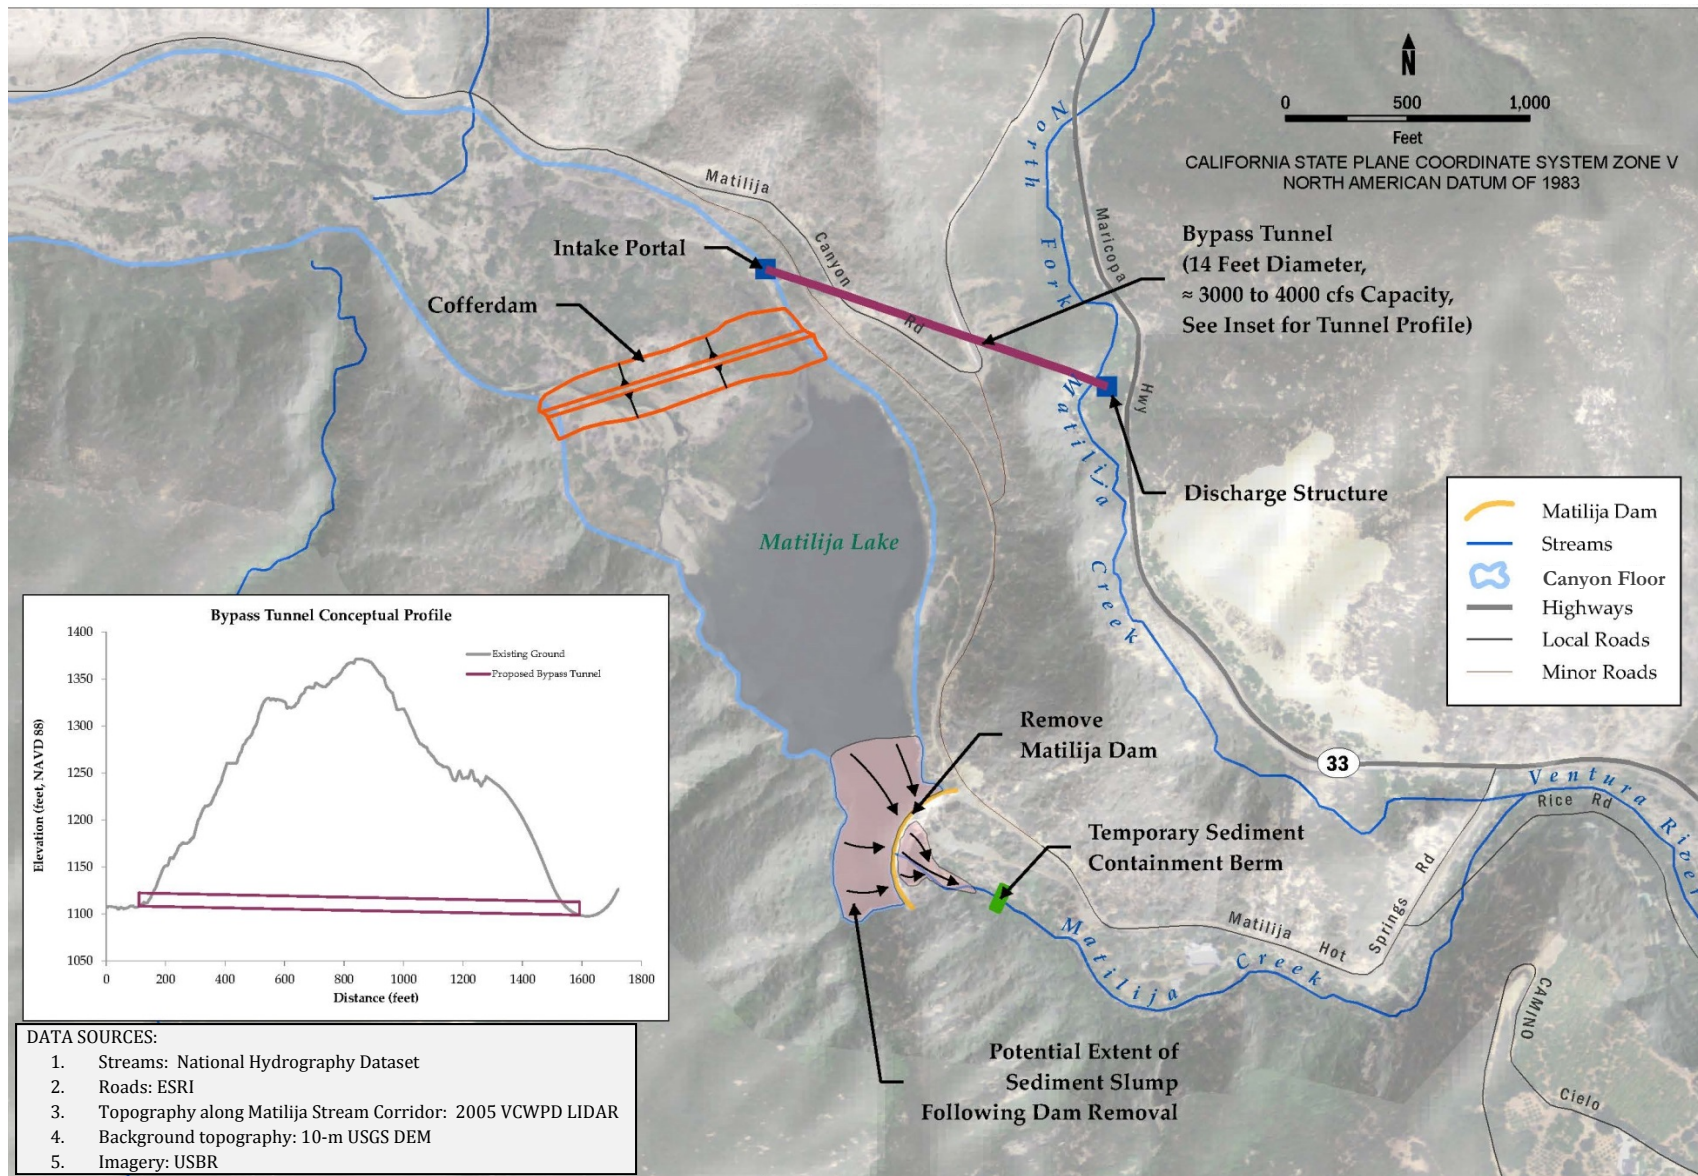 N
0 500 1,000
Feet
CALIFORNIA STATE PLANE COORDINATE SYSTEM ZONE V
NORTH AMERICAN DATUM OF 1983
North Fork Matilija Creek
Maricopa Hwy
Matilija Canyon Rd
Intake Portal
Cofferdam
Bypass Tunnel
(14 Feet Diameter,
≈ 3000 to 4000 cfs Capacity,
See Inset for Tunnel Profile)
Discharge Structure
Matilija Lake
Matilija Dam
Streams
Canyon Floor
Highways
Local Roads
Minor Roads
Remove
Matilija Dam
33
Ventura River
Rice Rd
Temporary Sediment
Containment Berm
Matilija Hot Springs Rd
Matilija Creek
CAMINO
Cielo
Potential Extent of
Sediment Slump
Following Dam Removal
Bypass Tunnel Conceptual Profile
Existing Ground
Proposed Bypass Tunnel
Elevation (feet, NAVD 88)
1400
1350
1300
1250
1200
1150
1100
1050
0 200 400 600 800 1000 1200 1400 1600 1800
Distance (feet)
DATA SOURCES:
1. Streams: National Hydrography Dataset
2. Roads: ESRI
3. Topography along Matilija Stream Corridor: 2005 VCWPD LIDAR
4. Background topography: 10-m USGS DEM
5. Imagery: USBR